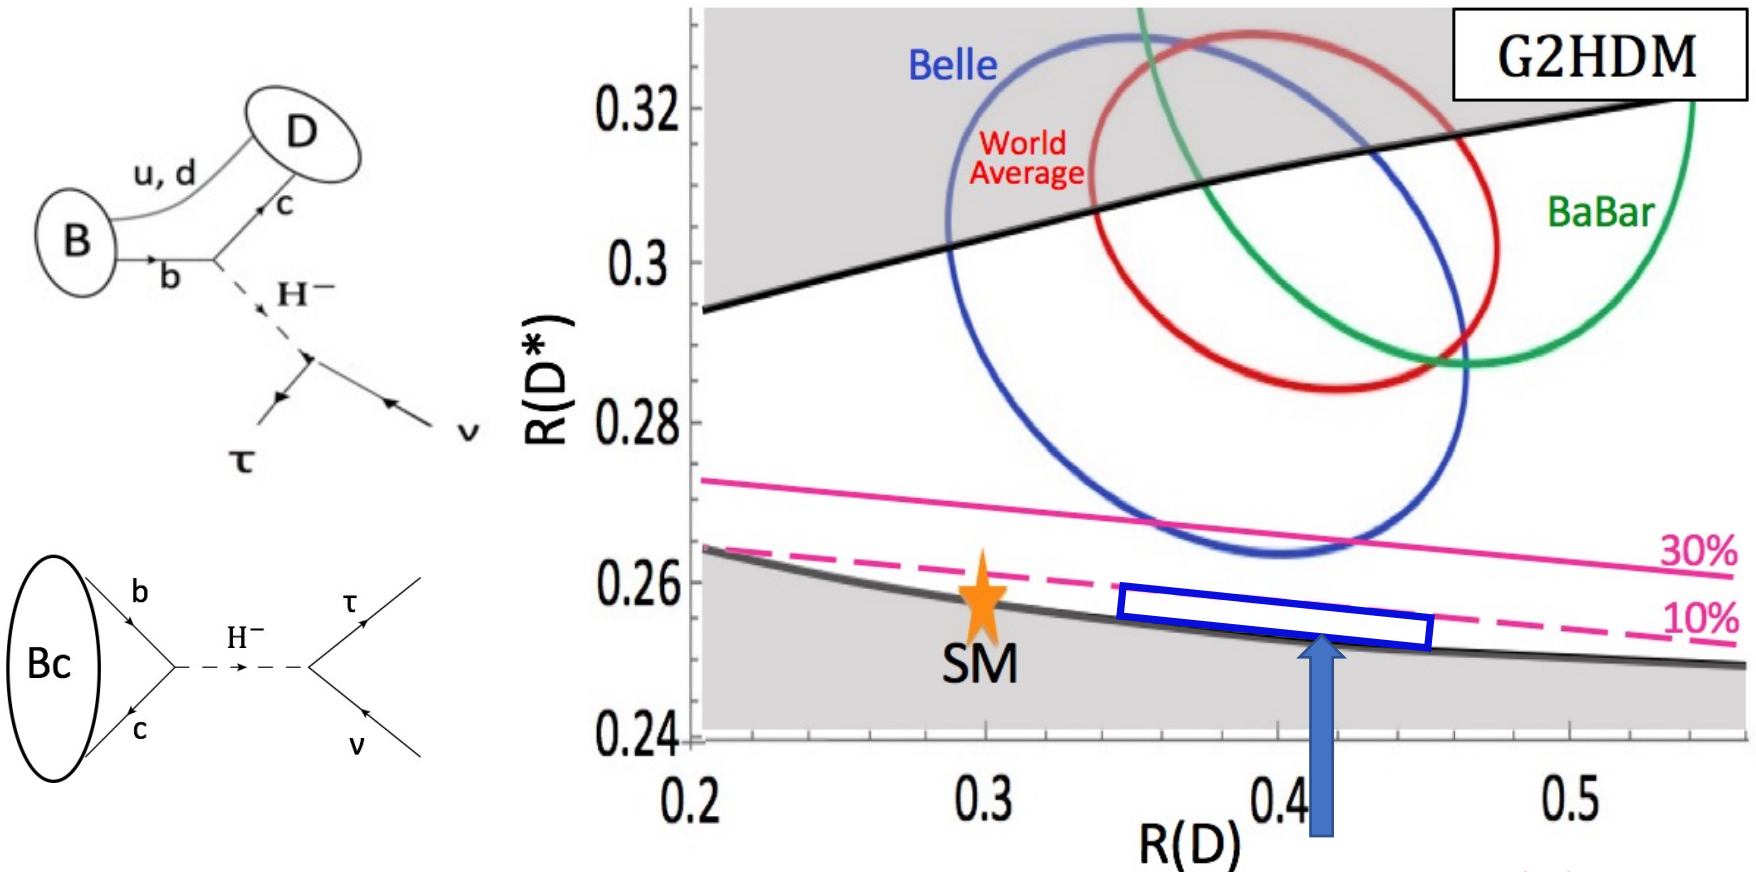 D
u, d
c
B
b
H⁻
τ
ν
Bc
b
c
H⁻
τ
ν
G2HDM
Belle
World
Average
BaBar
R(D*)
0.32
0.3
0.28
0.26
0.24
30%
10%
SM
0.2
0.3
0.4
0.5
R(D)